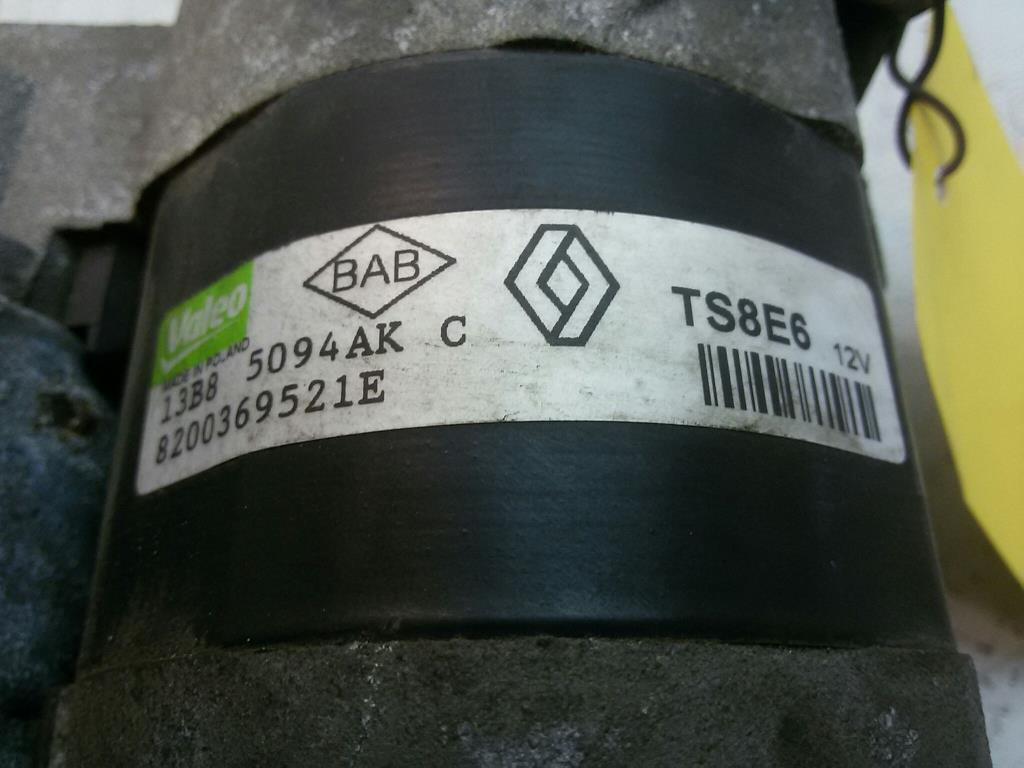 Valeo
MADE IN POLAND
BAB
13B8 5094AK C
8200369521E
TS8E6 12V